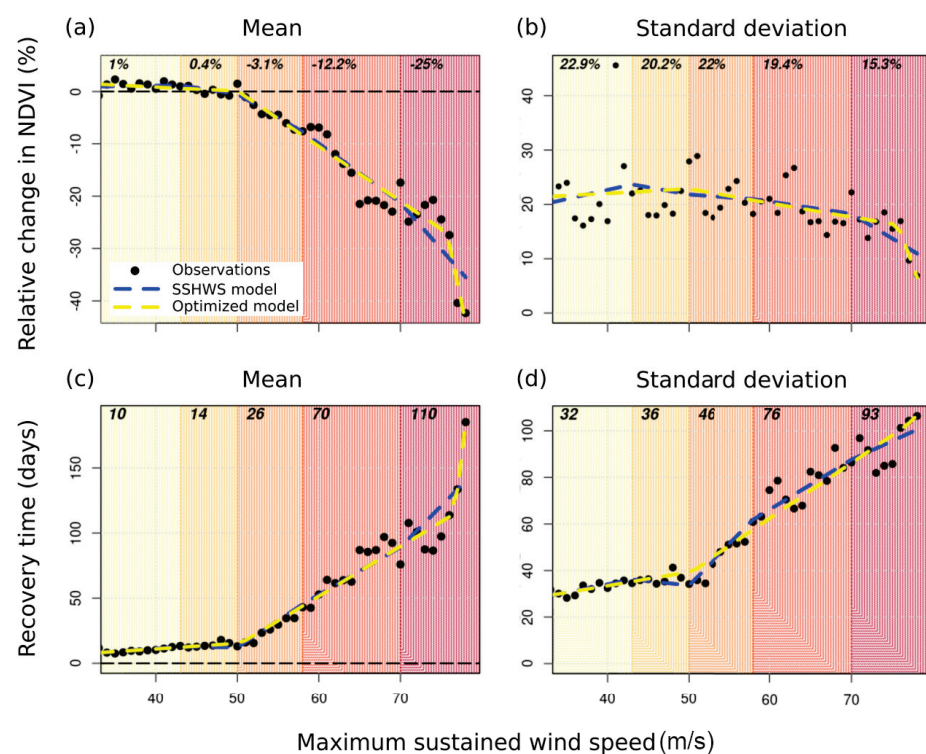 (a) Mean
(b) Standard deviation
Relative change in NDVI (%)
1% 0.4% -3.1% -12.2% -25%
0
-10
-20
-30
-40
Observations
SSHWS model
Optimized model
22.9% 20.2% 22% 19.4% 15.3%
40
30
20
10
0
(c) Mean
(d) Standard deviation
Recovery time (days)
10 14 26 70 110
150
100
50
0
40 50 60 70
32 36 46 76 93
100
80
60
40
20
0
40 50 60 70
Maximum sustained wind speed (m/s)